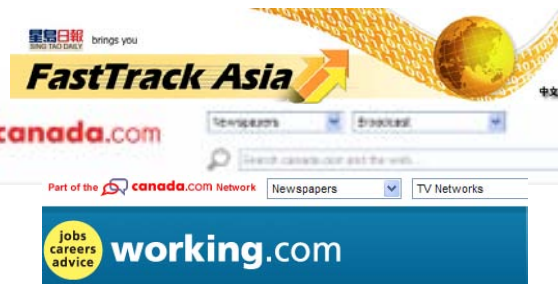 星島日報 brings you
SING TAO DAILY
FastTrack Asia
中文
canada.com
Newspapers Broadcast
Search canada.com and the web
Part of the canada.com Network Newspapers TV Networks
jobs
careers
advice
working.com